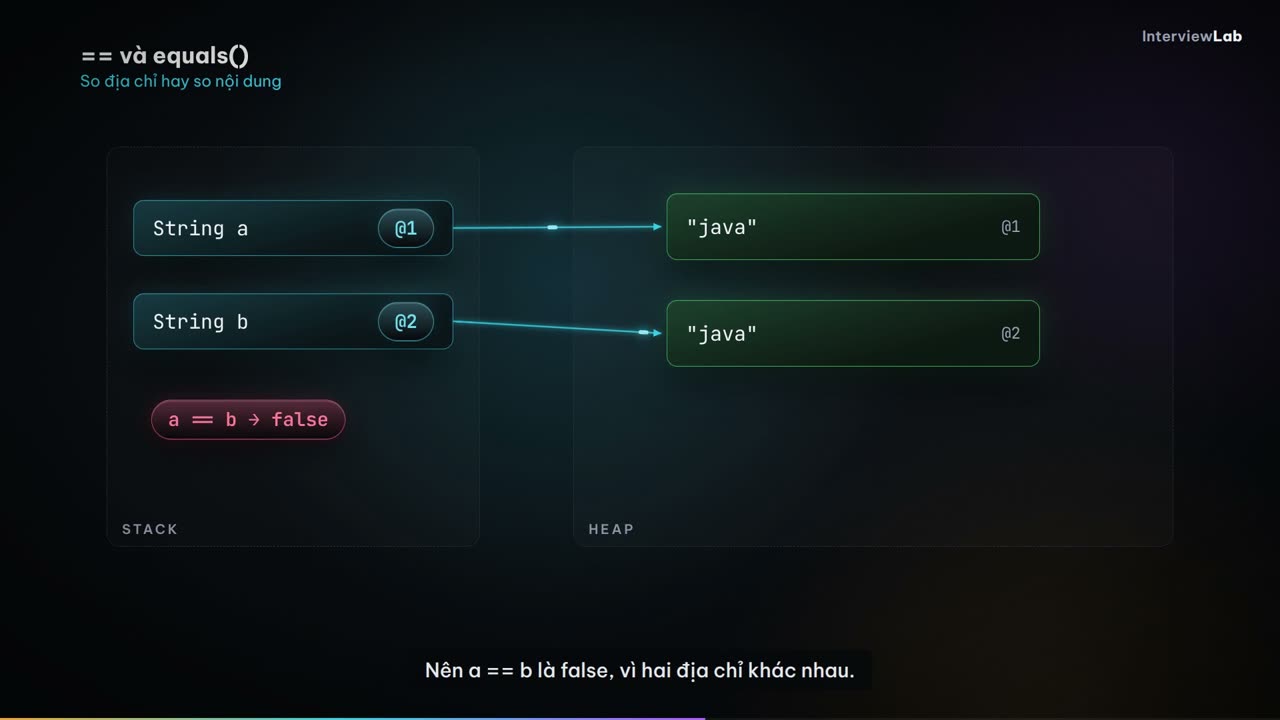 == và equals()
So địa chỉ hay so nội dung
InterviewLab
String a @1
"java" @1
String b @2
"java" @2
a == b → false
STACK
HEAP
Nên a == b là false, vì hai địa chỉ khác nhau.